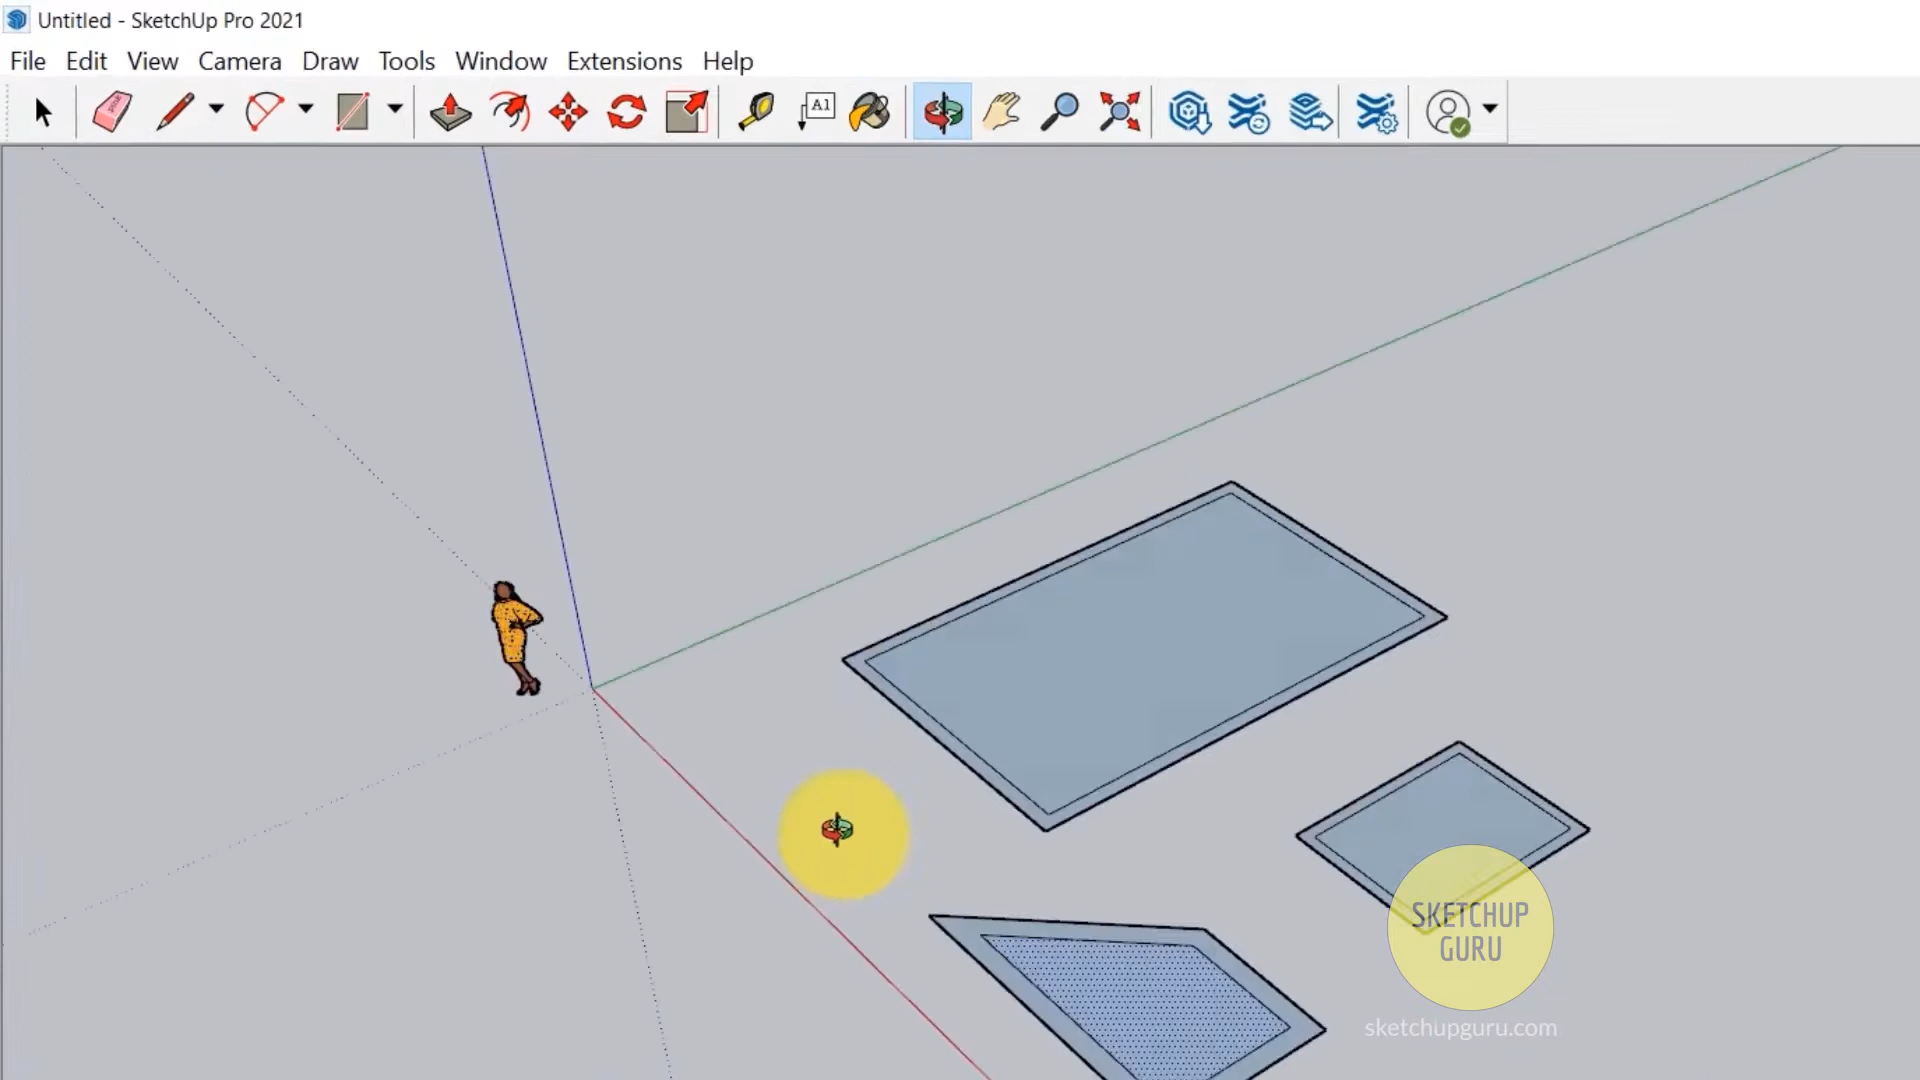 Untitled - SketchUp Pro 2021
File Edit View Camera Draw Tools Window Extensions Help
A1
SKETCHUP
GURU
sketchupguru.com